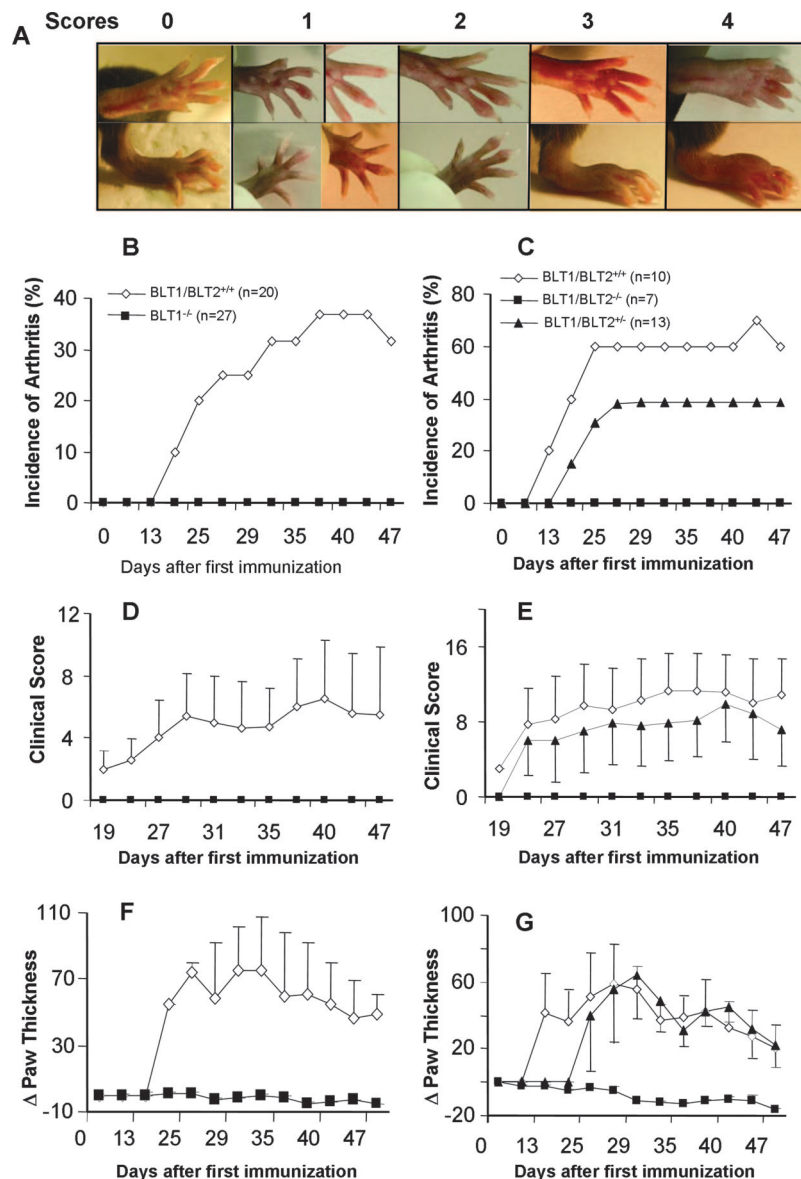 Scores 0 1 2 3 4
A
B
Incidence of Arthritis (%)
40
30
20
10
0
BLT1/BLT2+/+ (n=20)
BLT1-/- (n=27)
0 13 25 29 35 40 47
Days after first immunization
C
Incidence of Arthritis (%)
80
60
40
20
0
BLT1/BLT2+/+ (n=10)
BLT1/BLT2-/- (n=7)
BLT1/BLT2+/- (n=13)
0 13 25 29 35 40 47
Days after first immunization
D
Clinical Score
12
8
4
0
19 27 31 35 40 47
Days after first immunization
E
Clinical Score
16
8
0
19 27 31 35 40 47
Days after first immunization
F
Δ Paw Thickness
110
70
30
-10
0 13 25 29 35 40 47
Days after first immunization
G
Δ Paw Thickness
100
60
20
-20
0 13 22 25 29 35 40 47
Days after first immunization